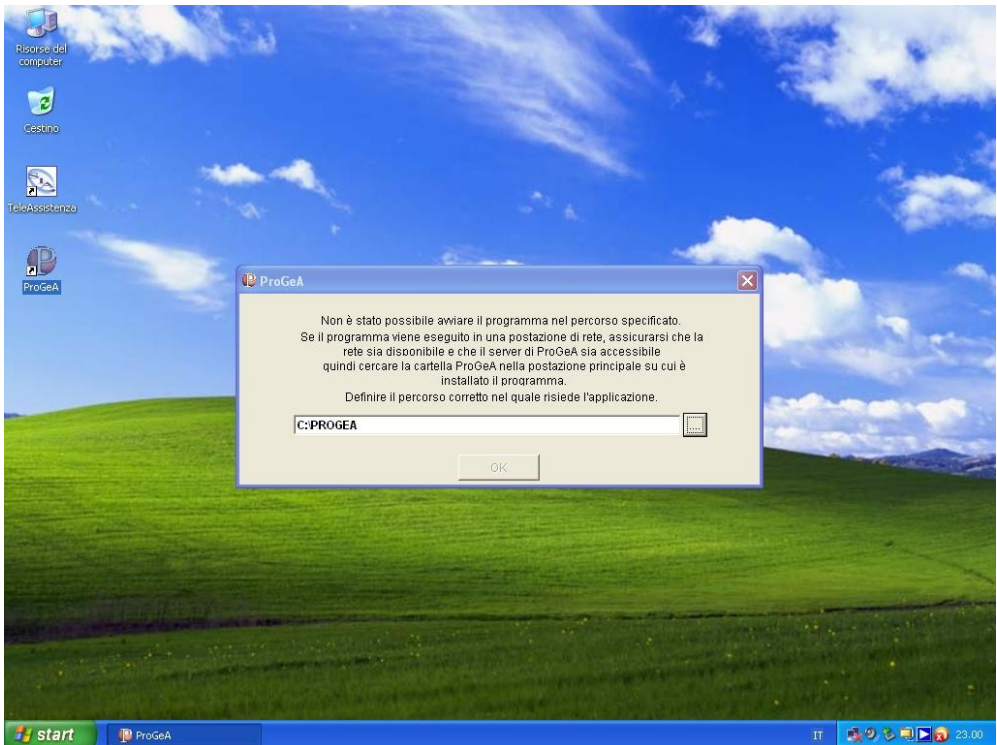 Risorse del
computer
Cestino
TeleAssistenza
ProGeA
ProGeA
Non è stato possibile avviare il programma nel percorso specificato.
Se il programma viene eseguito in una postazione di rete, assicurarsi che la
rete sia disponibile e che il server di ProGeA sia accessibile
quindi cercare la cartella ProGeA nella postazione principale su cui è
installato il programma.
Definire il percorso corretto nel quale risiede l'applicazione.
C:\PROGEA
...
OK
start
ProGeA
IT
23.00